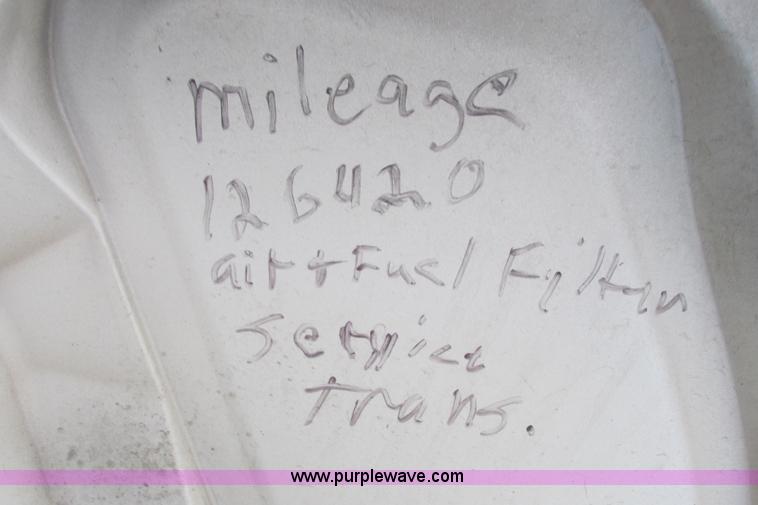 mileage
126420
air + Fuel Filter
service
trans.
www.purplewave.com